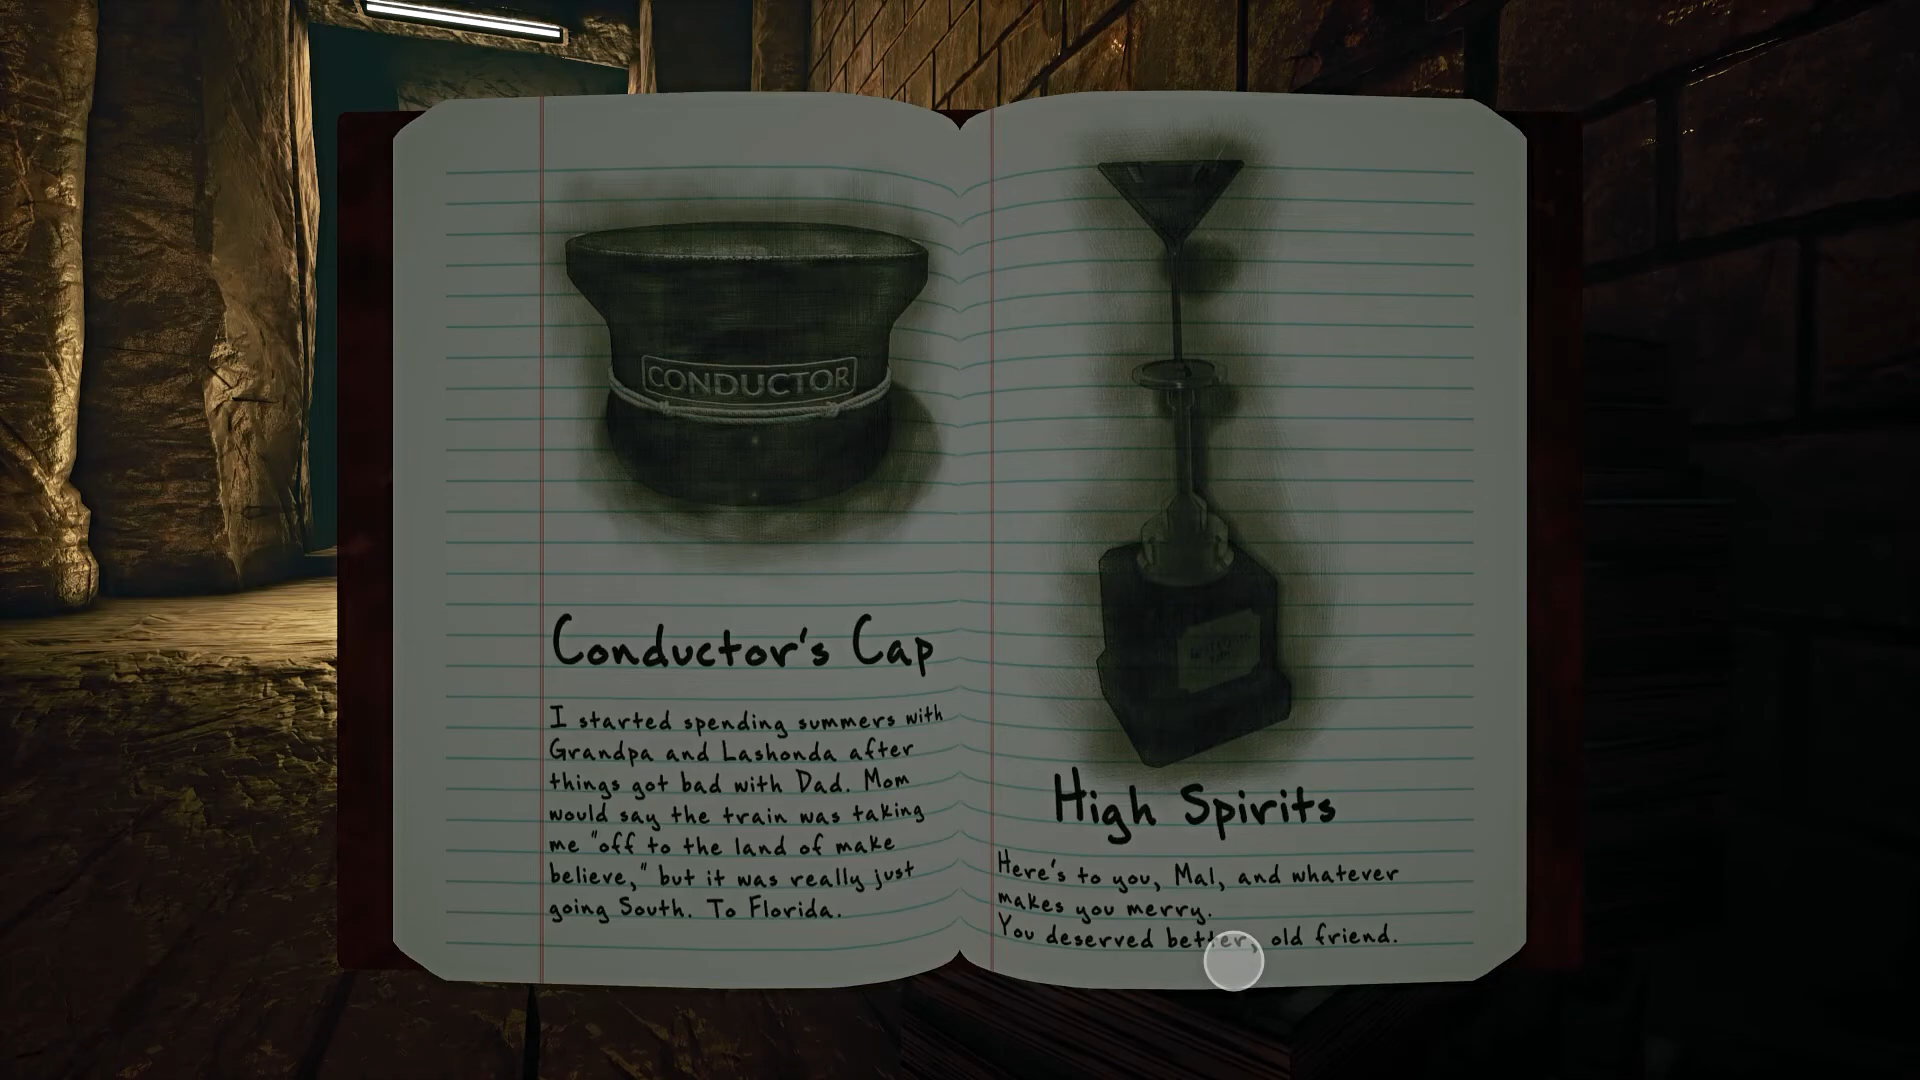 CONDUCTOR
Conductor's Cap
I started spending summers with
Grandpa and Lashonda after
things got bad with Dad. Mom
would say the train was taking
me "off to the land of make
believe," but it was really just
going South. To Florida.
High Spirits
Here's to you, Mal, and whatever
makes you merry.
You deserved better, old friend.